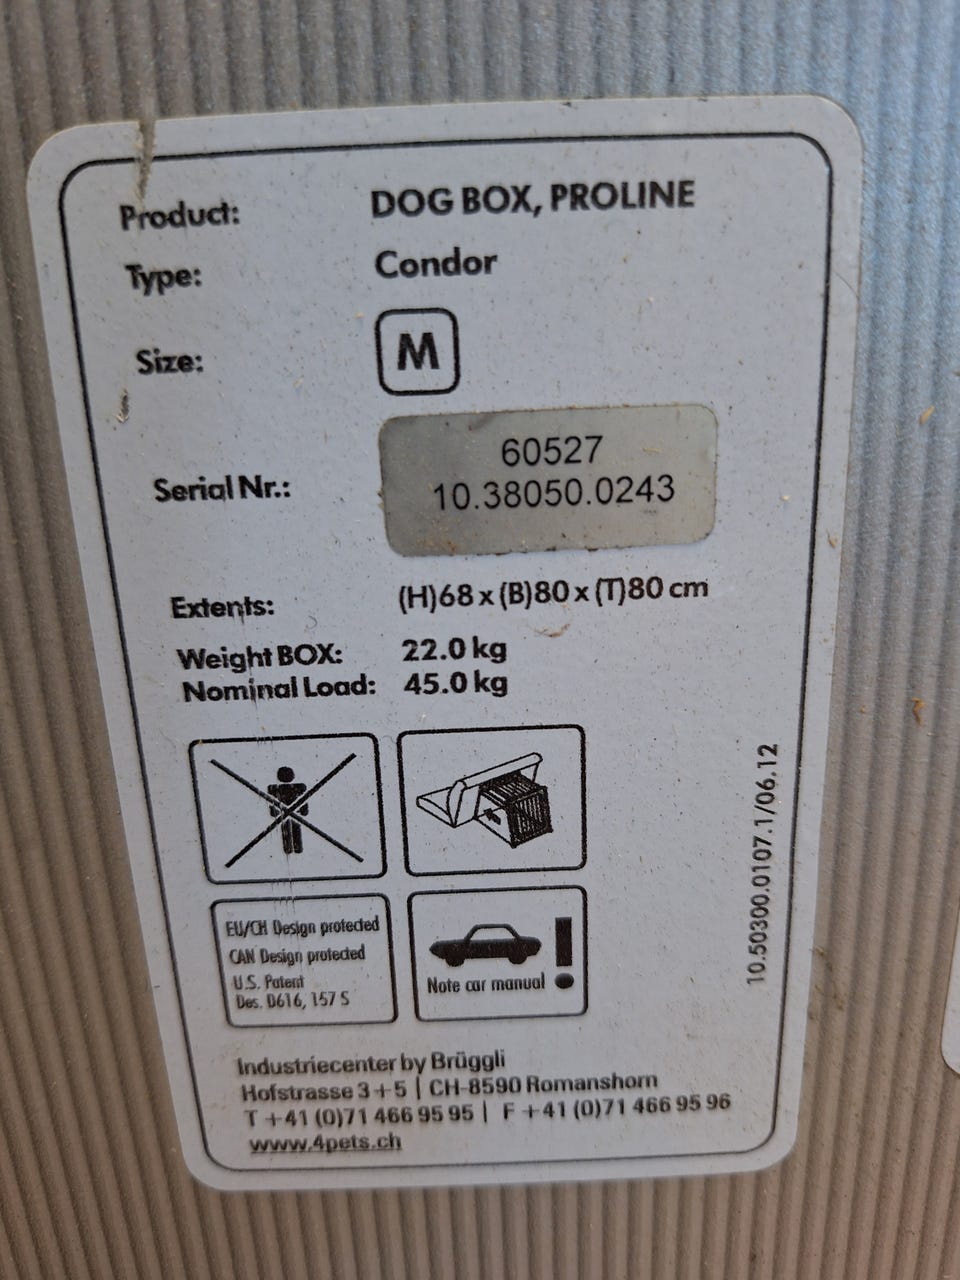 Product: DOG BOX, PROLINE
Type: Condor
Size: M
Serial Nr.: 60527
10.38050.0243
Extents: (H)68 x (B)80 x (T)80 cm
Weight BOX: 22.0 kg
Nominal Load: 45.0 kg
EU/CH Design protected
CAN Design protected
U.S. Patent
Des. D616, 157 S
Note car manual !
10.50300.0107.1/06.12
Industriecenter by Brüggli
Hofstrasse 3+5 | CH-8590 Romanshorn
T +41 (0)71 466 95 95 | F +41 (0)71 466 95 96
www.4pets.ch